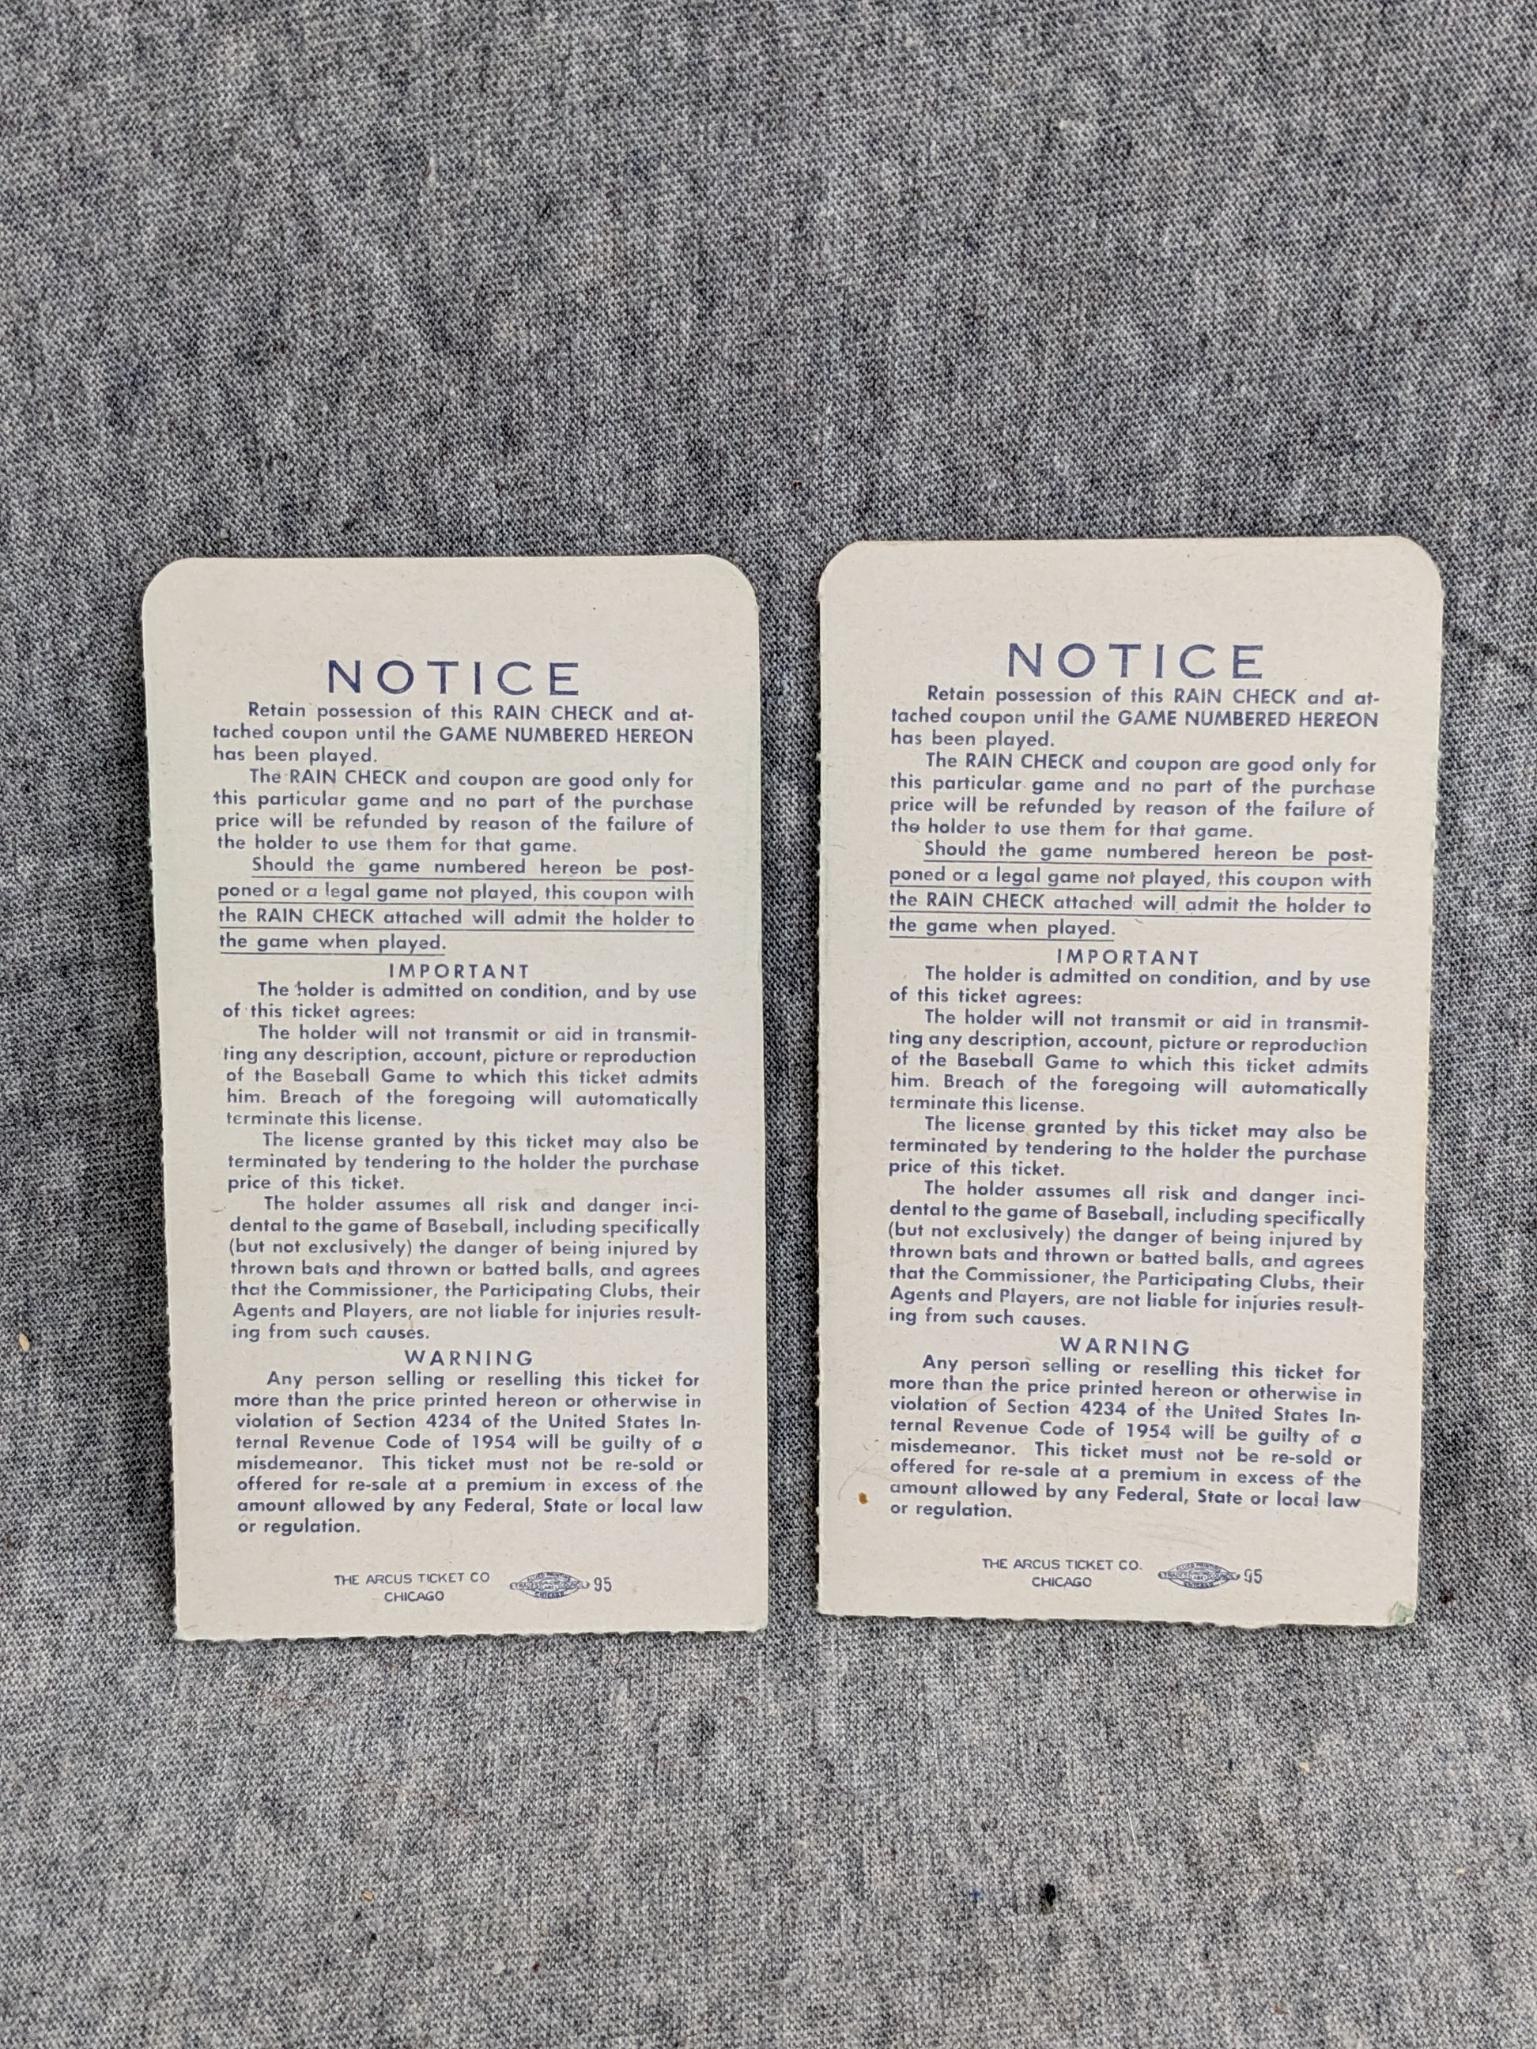 NOTICE
Retain possession of this RAIN CHECK and at-
tached coupon until the GAME NUMBERED HEREON
has been played.
The RAIN CHECK and coupon are good only for
this particular game and no part of the purchase
price will be refunded by reason of the failure of
the holder to use them for that game.
Should the game numbered hereon be post-
poned or a legal game not played, this coupon with
the RAIN CHECK attached will admit the holder to
the game when played.
IMPORTANT
The holder is admitted on condition, and by use
of this ticket agrees:
The holder will not transmit or aid in transmit-
ting any description, account, picture or reproduction
of the Baseball Game to which this ticket admits
him. Breach of the foregoing will automatically
terminate this license.
The license granted by this ticket may also be
terminated by tendering to the holder the purchase
price of this ticket.
The holder assumes all risk and danger inci-
dental to the game of Baseball, including specifically
(but not exclusively) the danger of being injured by
thrown bats and thrown or batted balls, and agrees
that the Commissioner, the Participating Clubs, their
Agents and Players, are not liable for injuries result-
ing from such causes.
WARNING
Any person selling or reselling this ticket for
more than the price printed hereon or otherwise in
violation of Section 4234 of the United States In-
ternal Revenue Code of 1954 will be guilty of a
misdemeanor. This ticket must not be re-sold or
offered for re-sale at a premium in excess of the
amount allowed by any Federal, State or local law
or regulation.
THE ARCUS TICKET CO
CHICAGO
95
NOTICE
Retain possession of this RAIN CHECK and at-
tached coupon until the GAME NUMBERED HEREON
has been played.
The RAIN CHECK and coupon are good only for
this particular game and no part of the purchase
price will be refunded by reason of the failure of
the holder to use them for that game.
Should the game numbered hereon be post-
poned or a legal game not played, this coupon with
the RAIN CHECK attached will admit the holder to
the game when played.
IMPORTANT
The holder is admitted on condition, and by use
of this ticket agrees:
The holder will not transmit or aid in transmit-
ting any description, account, picture or reproduction
of the Baseball Game to which this ticket admits
him. Breach of the foregoing will automatically
terminate this license.
The license granted by this ticket may also be
terminated by tendering to the holder the purchase
price of this ticket.
The holder assumes all risk and danger inci-
dental to the game of Baseball, including specifically
(but not exclusively) the danger of being injured by
thrown bats and thrown or batted balls, and agrees
that the Commissioner, the Participating Clubs, their
Agents and Players, are not liable for injuries result-
ing from such causes.
WARNING
Any person selling or reselling this ticket for
more than the price printed hereon or otherwise in
violation of Section 4234 of the United States In-
ternal Revenue Code of 1954 will be guilty of a
misdemeanor. This ticket must not be re-sold or
offered for re-sale at a premium in excess of the
amount allowed by any Federal, State or local law
or regulation.
THE ARCUS TICKET CO.
CHICAGO
95